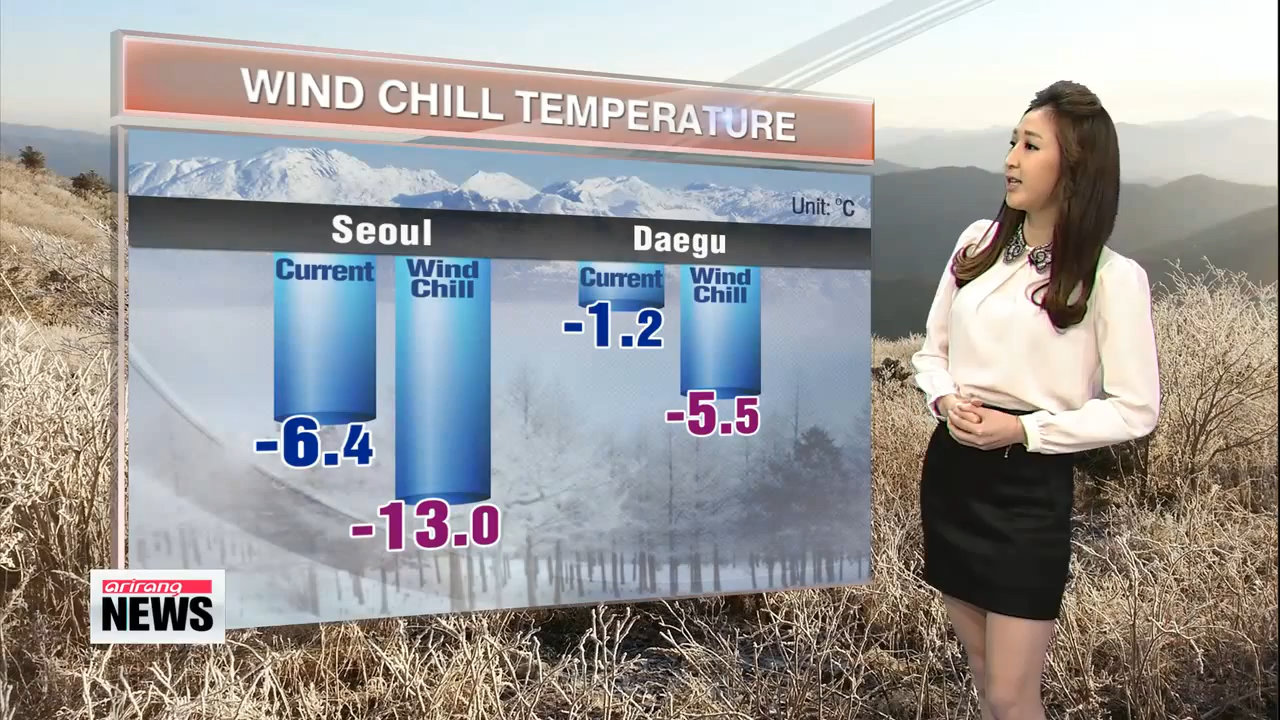 WIND CHILL TEMPERATURE
Unit: °C
Seoul
Daegu
Current
Wind
Chill
-6.4
-13.0
Current
Wind
Chill
-1.2
-5.5
arirang
NEWS